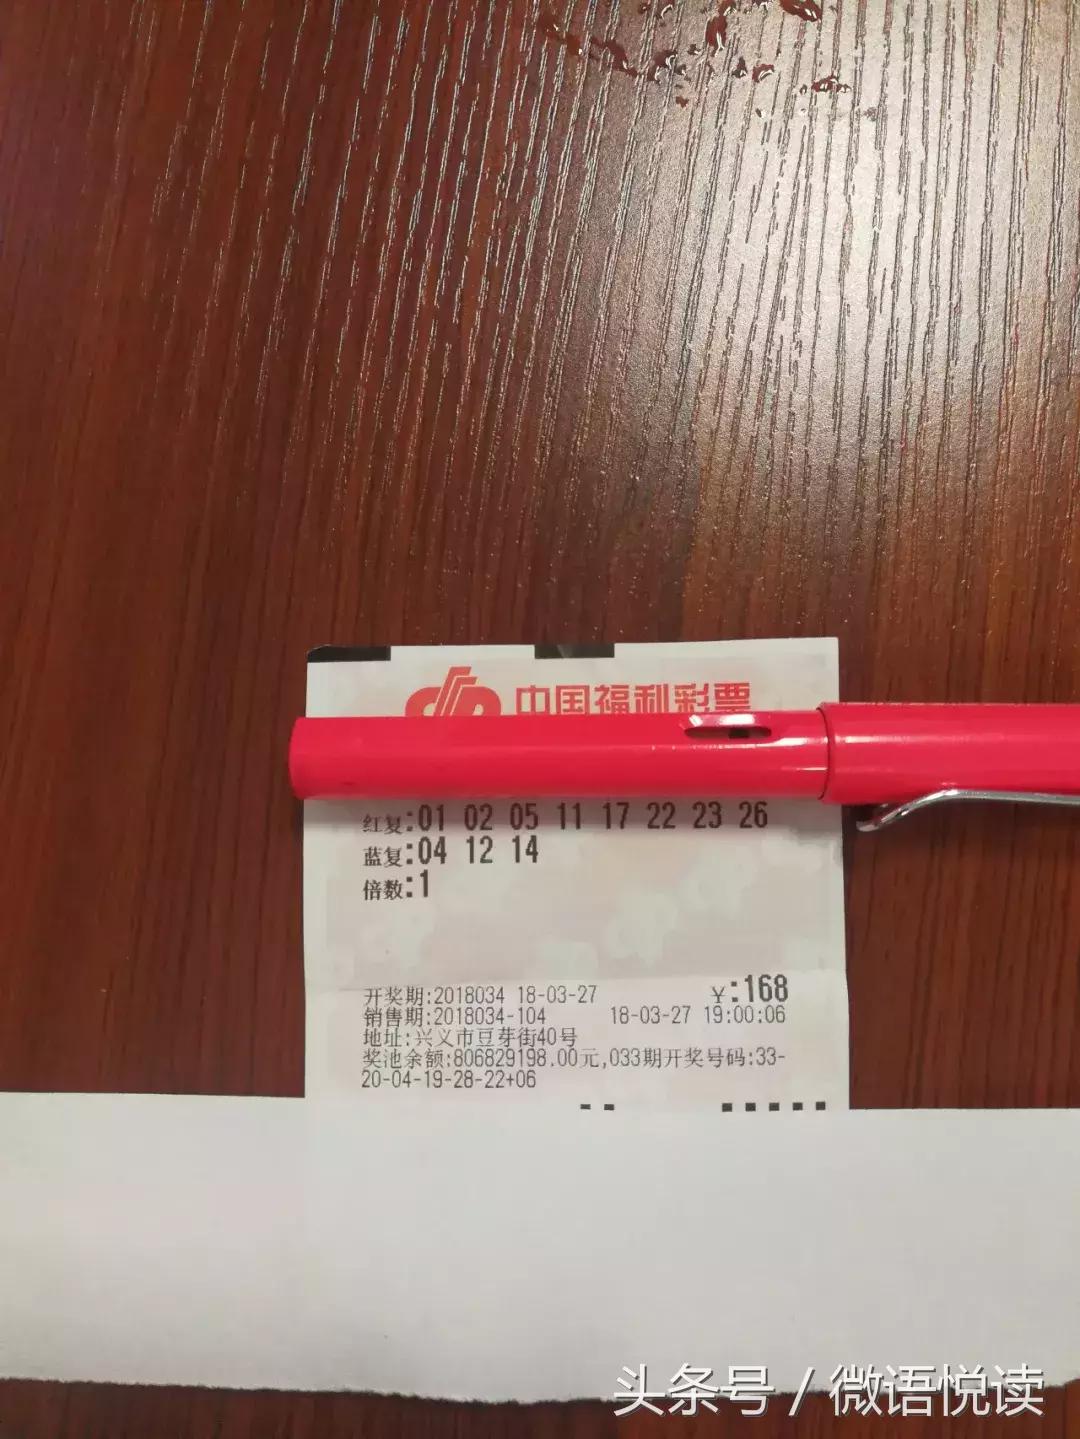 中国福利彩票
红复:01 02 05 11 17 22 23 26
蓝复:04 12 14
倍数:1
开奖期:2018034 18-03-27 ￥:168
销售期:2018034-104 18-03-27 19:00:06
地址:兴义市豆芽街40号
奖池余额:806829198.00元,033期开奖号码:33-
20-04-19-28-22+06
头条号 / 微语悦读